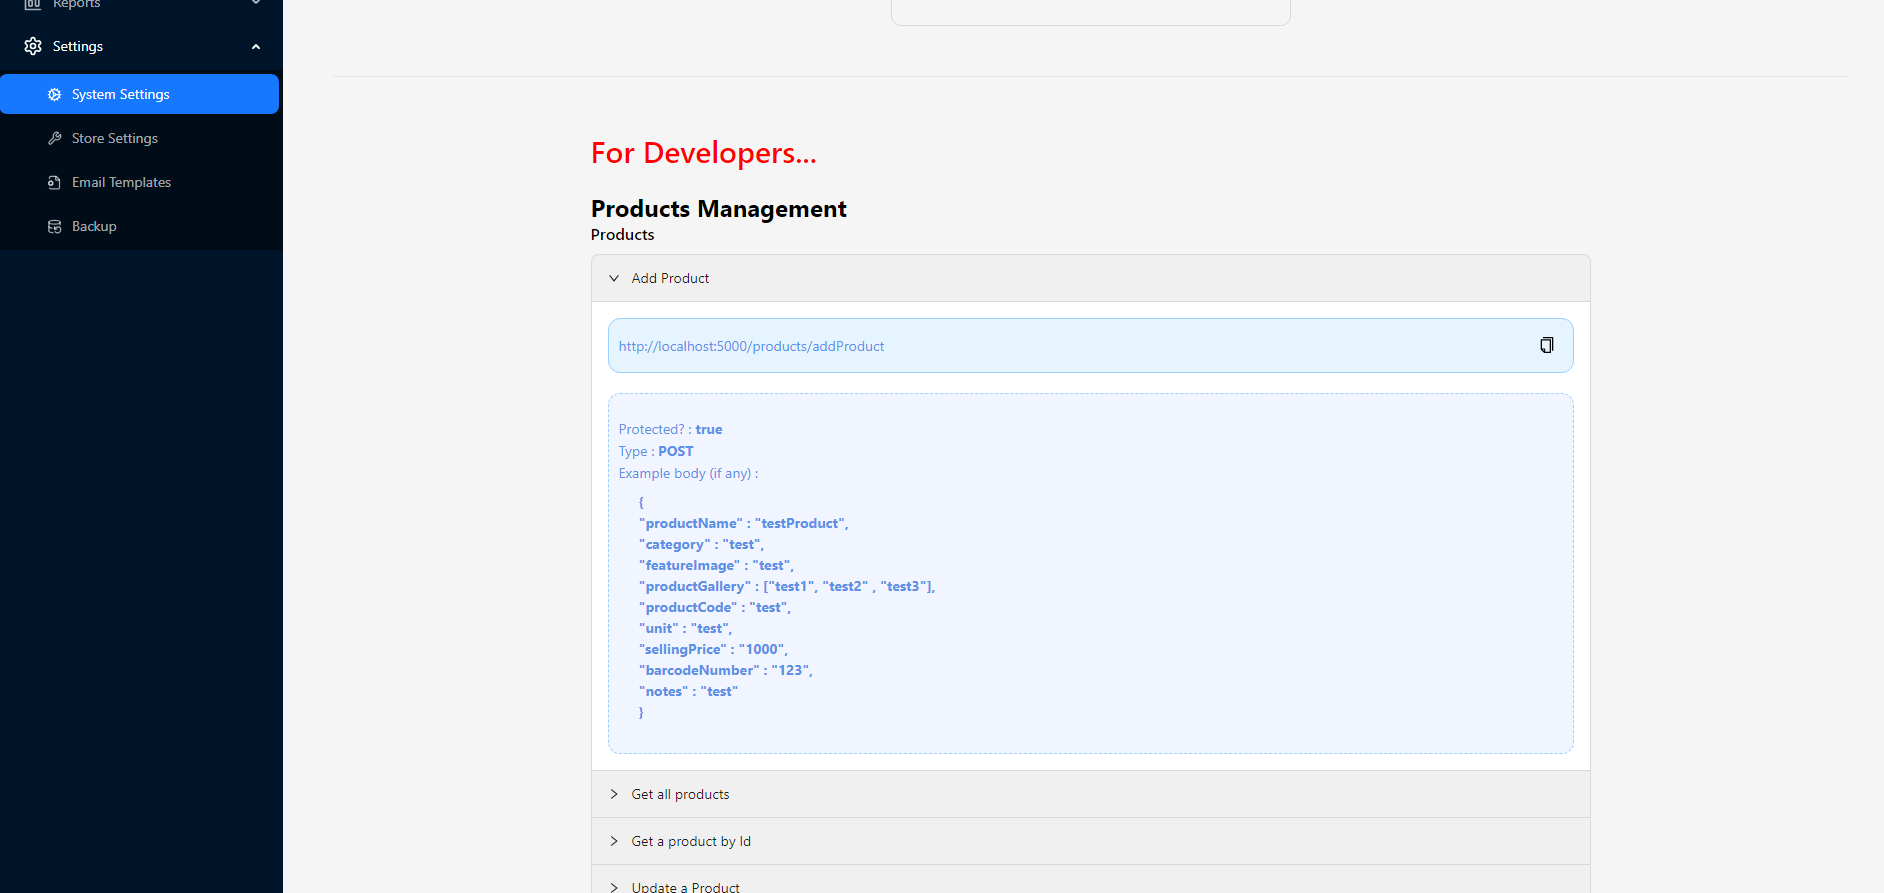 Reports
Settings
System Settings
Store Settings
Email Templates
Backup
For Developers...
Products Management
Products
Add Product
http://localhost:5000/products/addProduct
Protected? : true
Type : POST
Example body (if any) :
{
"productName" : "testProduct",
"category" : "test",
"featureImage" : "test",
"productGallery" : ["test1", "test2" , "test3"],
"productCode" : "test",
"unit" : "test",
"sellingPrice" : "1000",
"barcodeNumber" : "123",
"notes" : "test"
}
Get all products
Get a product by Id
Update a Product